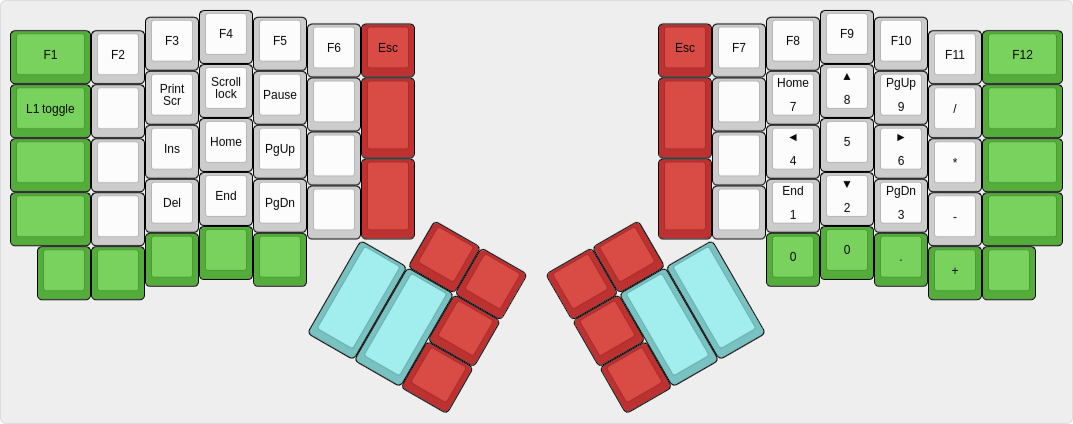 F1 F2 F3 F4 F5 F6 Esc
L1 toggle Print Scr Scroll lock Pause
Ins Home PgUp
Del End PgDn
Esc F7 F8 F9 F10 F11 F12
Home 7 ▲ 8 PgUp 9 /
◄ 4 5 ► 6 *
End 1 ▼ 2 PgDn 3 -
0 0 . +